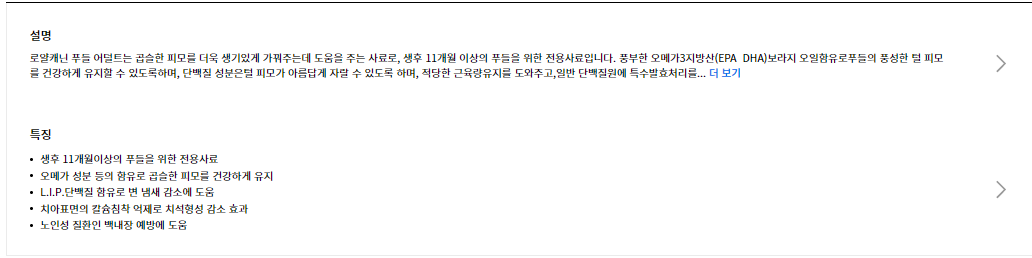 설명
로얄캐닌 푸들 어덜트는 곱슬한 피모를 더욱 생기있게 가꿔주는데 도움을 주는 사료로, 생후 11개월 이상의 푸들을 위한 전용사료입니다. 풍부한 오메가3지방산(EPA  DHA)보라지 오일함유로푸들의 풍성한 털 피모
를 건강하게 유지할 수 있도록하며, 단백질 성분은털 피모가 아름답게 자랄 수 있도록 하며, 적당한 근육량유지를 도와주고,일반 단백질원에 특수발효처리를... 더 보기
특징
• 생후 11개월이상의 푸들을 위한 전용사료
• 오메가 성분 등의 함유로 곱슬한 피모를 건강하게 유지
• L.I.P.단백질 함유로 변 냄새 감소에 도움
• 치아표면의 칼슘침착 억제로 치석형성 감소 효과
• 노인성 질환인 백내장 예방에 도움